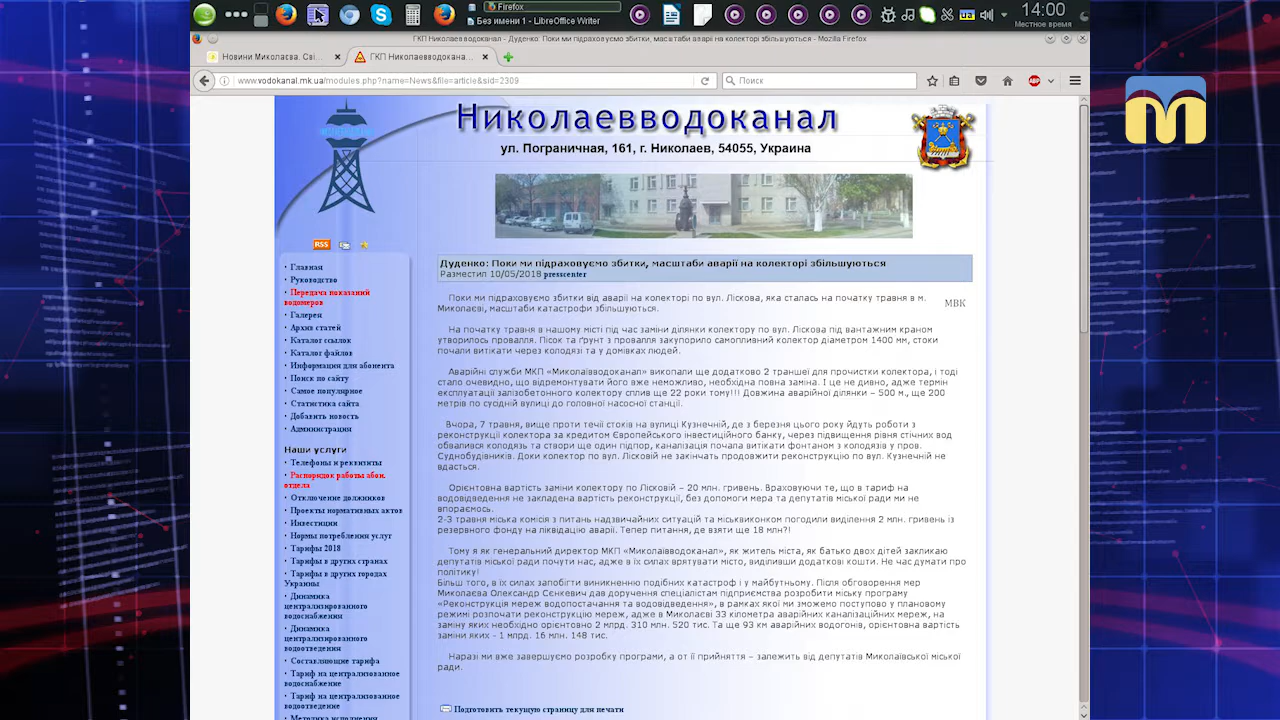 Firefox
Без имени 1 - LibreOffice Writer
14:00
Местное время
ГКП Николаевводоканал - Дуденко: Поки ми підраховуємо збитки, масштаби аварії на колекторі збільшуються - Mozilla Firefox
Новини Миколаєва. Сві...
ГКП Николаевводокана...
www.vodokanal.mk.ua/modules.php?name=News&file=article&sid=2309
Поиск
ABP
Николаевводоканал
ул. Пограничная, 161, г. Николаев, 54055, Украина
RSS
· Главная
· Руководство
· Передача показаний
водомеров
· Галерея
· Архив статей
· Каталог ссылок
· Каталог файлов
· Информация для абонента
· Поиск по сайту
· Самое популярное
· Статистика сайта
· Добавить новость
· Администрация
Наши услуги
· Телефоны и реквизиты
· Распорядок работы абон.
отдела
· Отключение должников
· Проекты нормативных актов
· Инвестиции
· Нормы потребления услуг
· Тарифы 2018
· Тарифы в других странах
· Тарифы в других городах
Украины
· Динамика
централизированного
водоснабжения
· Динамика
централизированного
водоотведения
· Составляющие тарифа
· Тариф на централизованное
водоснабжение
· Тариф на централизованное
водоотведение
· Методика исполнения
Дуденко: Поки ми підраховуємо збитки, масштаби аварії на колекторі збільшуються
Разместил 10/05/2018 presscenter
МВК
Поки ми підраховуємо збитки від аварії на колекторі по вул. Лісковій, яка сталась на початку травня в м.
Миколаєві, масштаби катастрофи збільшуються.
На початку травня в нашому місті під час заміни ділянки колектору по вул. Лісковій під вантажним краном
утворилось провалля. Пісок та ґрунт з провалля закупорили самоплинний колектор діаметром 1400 мм, стоки
почали витікати через колодязі та у домівках людей.
Аварійні служби МКП «Миколаївводоканал» викопали ще додатково 2 траншеї для прочистки колектора, і тоді
стало очевидно, що відремонтувати його вже неможливо, необхідна повна заміна. І це не дивно, адже термін
експлуатації залізобетонного колектору сплив ще 22 роки тому!!! Довжина аварійної ділянки – 500 м., ще 200
метрів по сусідній вулиці до головної насосної станції.
Вчора, 7 травня, вище проти течії стоків на вулиці Кузнечній, де з березня цього року йдуть роботи з
реконструкції колектора за кредитом Європейського інвестиційного банку, через підвищення рівня стічних вод
обвалився колодязь та створив ще один підпор, каналізація почала витікати фонтаном з колодязів у пров.
Суднобудівників. Доки колектор по вул. Лісковій не закінчать продовжити реконструкцію по вул. Кузнечній не
вдасться.
Орієнтовна вартість заміни колектору по Лісковій – 20 млн. гривень. Враховуючи те, що в тариф на
водовідведення не закладена вартість реконструкції, без допомоги мера та депутатів міської ради ми не
впораємось.
2-3 травня міська комісія з питань надзвичайних ситуацій та міськвиконком погодили виділення 2 млн. гривень із
резервного фонду на ліквідацію аварії. Тепер питання, де взяти ще 18 млн?
Тому я як генеральний директор МКП «Миколаївводоканал», як житель міста, як батько двох дітей закликаю
депутатів міської ради почути нас, адже в їх силах врятувати місто, виділивши додаткові кошти. Не час думати про
політику!
Більш того, в їх силах запобігти виникненню подібних катастроф у майбутньому. Після обговорення мер
Миколаєва Олександр Сєнкевич дав доручення спеціалістам підприємства розробити міську програму
«Реконструкція мереж водопостачання та водовідведення», в рамках якої ми зможемо поступово у плановому
режимі розпочати реконструкцію мереж, адже в Миколаєві 33 кілометра аварійних каналізаційних мереж, на
заміну яких необхідно орієнтовно 2 млрд. 310 млн. 520 тис. Та ще 93 км аварійних водогонів, орієнтовна вартість
заміни яких - 1 млрд. 16 млн. 148 тис.
Наразі ми вже завершуємо розробку програми, а от її прийняття – залежить від депутатів Миколаївської міської
ради.
Подготовить текущую страницу для печати